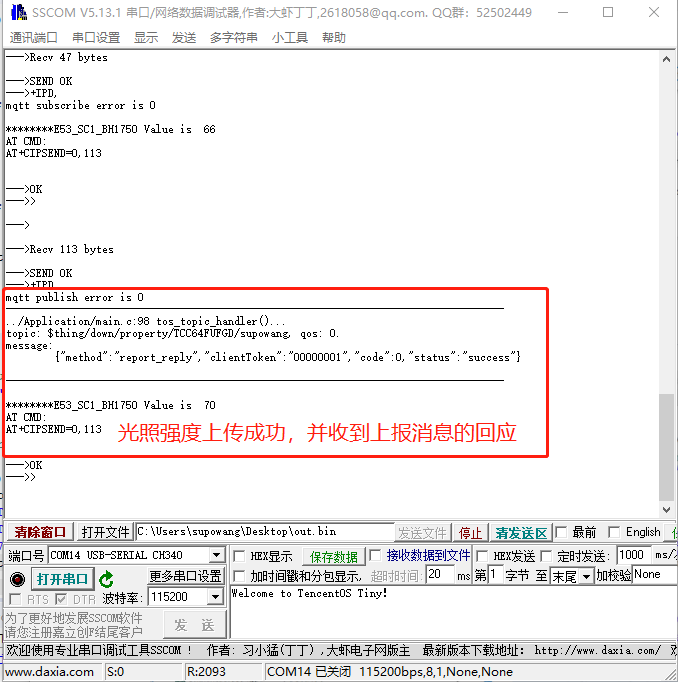 SSCOM V5.13.1 串口/网络数据调试器,作者:大虾丁丁,2618058@qq.com. QQ群: 52502449
通讯端口 串口设置 显示 发送 多字符串 小工具 帮助
—>Recv 47 bytes
—>SEND OK
—>+IPD,
mqtt subscribe error is 0
********E53_SC1_BH1750 Value is 66
AT CMD:
AT+CIPSEND=0,113
—>OK
—>>
—>
—>Recv 113 bytes
—>SEND OK
—>+IPD
mqtt publish error is 0
../Application/main.c:98 tos_topic_handler()...
topic: $thing/down/property/TCC64FUFGD/supowang, qos: 0.
message:
{"method":"report_reply","clientToken":"00000001","code":0,"status":"success"}
********E53_SC1_BH1750 Value is 70
AT CMD:
AT+CIPSEND=0,113
光照强度上传成功，并收到上报消息的回应
—>OK
—>>
清除窗口 打开文件 C:\Users\supowang\Desktop\out.bin 发送文件 停止 清发送区 最前 English
端口号 COM14 USB-SERIAL CH340 HEX显示 保存数据 接收数据到文件 HEX发送 定时发送: 1000 ms/
打开串口 更多串口设置 加时间戳和分包显示, 超时时间: 20 ms 第1 字节 至 末尾 加校验 None
RTS DTR 波特率: 115200 Welcome to TencentOS Tiny!
为了更好地发展SSCOM软件
请您注册嘉立创F结尾客户 发 送
欢迎使用专业串口调试工具SSCOM ! 作者: 习小猛(丁丁),大虾电子网版主 最新版本下载地址: http://www.daxia.com/
www.daxia.com S:0 R:2093 COM14 已关闭 115200bps,8,1,None,None